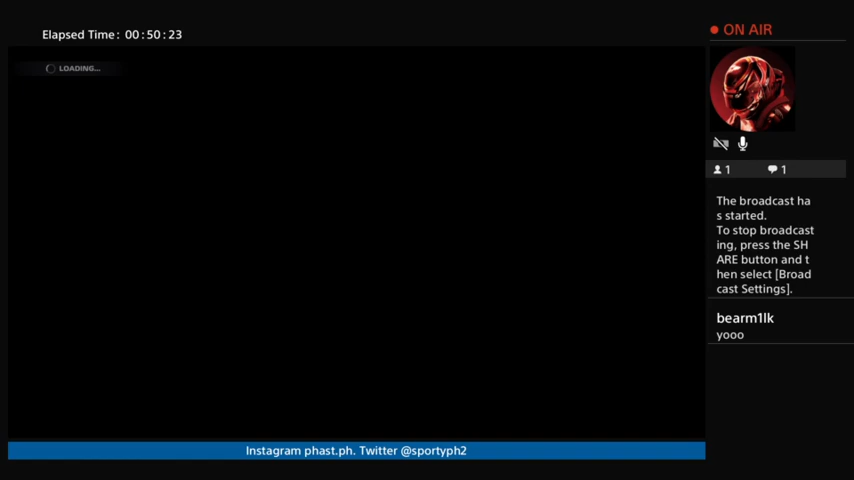 Elapsed Time: 00:50:23
ON AIR
LOADING...
1 1
The broadcast ha
s started.
To stop broadcast
ing, press the SH
ARE button and t
hen select [Broad
cast Settings].
bearm1lk
yooo
Instagram phast.ph. Twitter @sportyph2